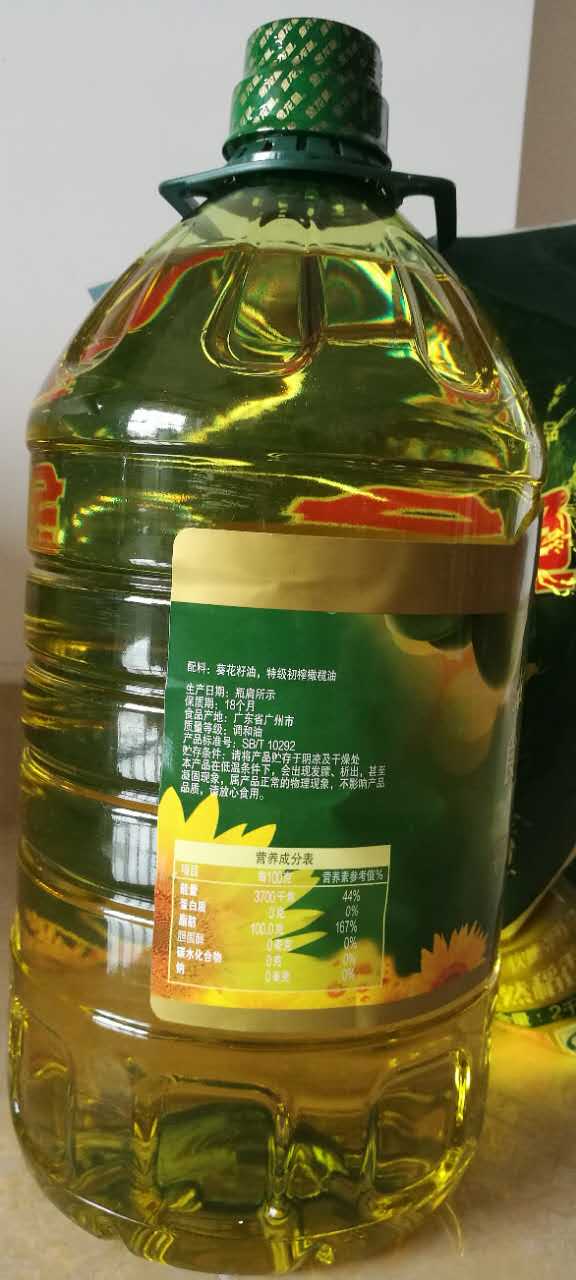 金龙鱼
配料：葵花籽油，特级初榨橄榄油
生产日期：瓶肩所示
保质期：18个月
食品产地：广东省广州市
质量等级：调和油
产品标准号：SB/T 10292
贮存条件：请将产品贮存于阴凉及干燥处
本产品在低温条件下，会出现发朦、析出、甚至
凝固现象，属产品正常的物理现象，不影响产品
品质，请放心食用。
营养成分表
项目 每100克 营养素参考值%
能量 3700千焦 44%
蛋白质 0克 0%
脂肪 100.0克 167%
胆固醇 0毫克 0%
碳水化合物 0克 0%
钠 0毫克 0%